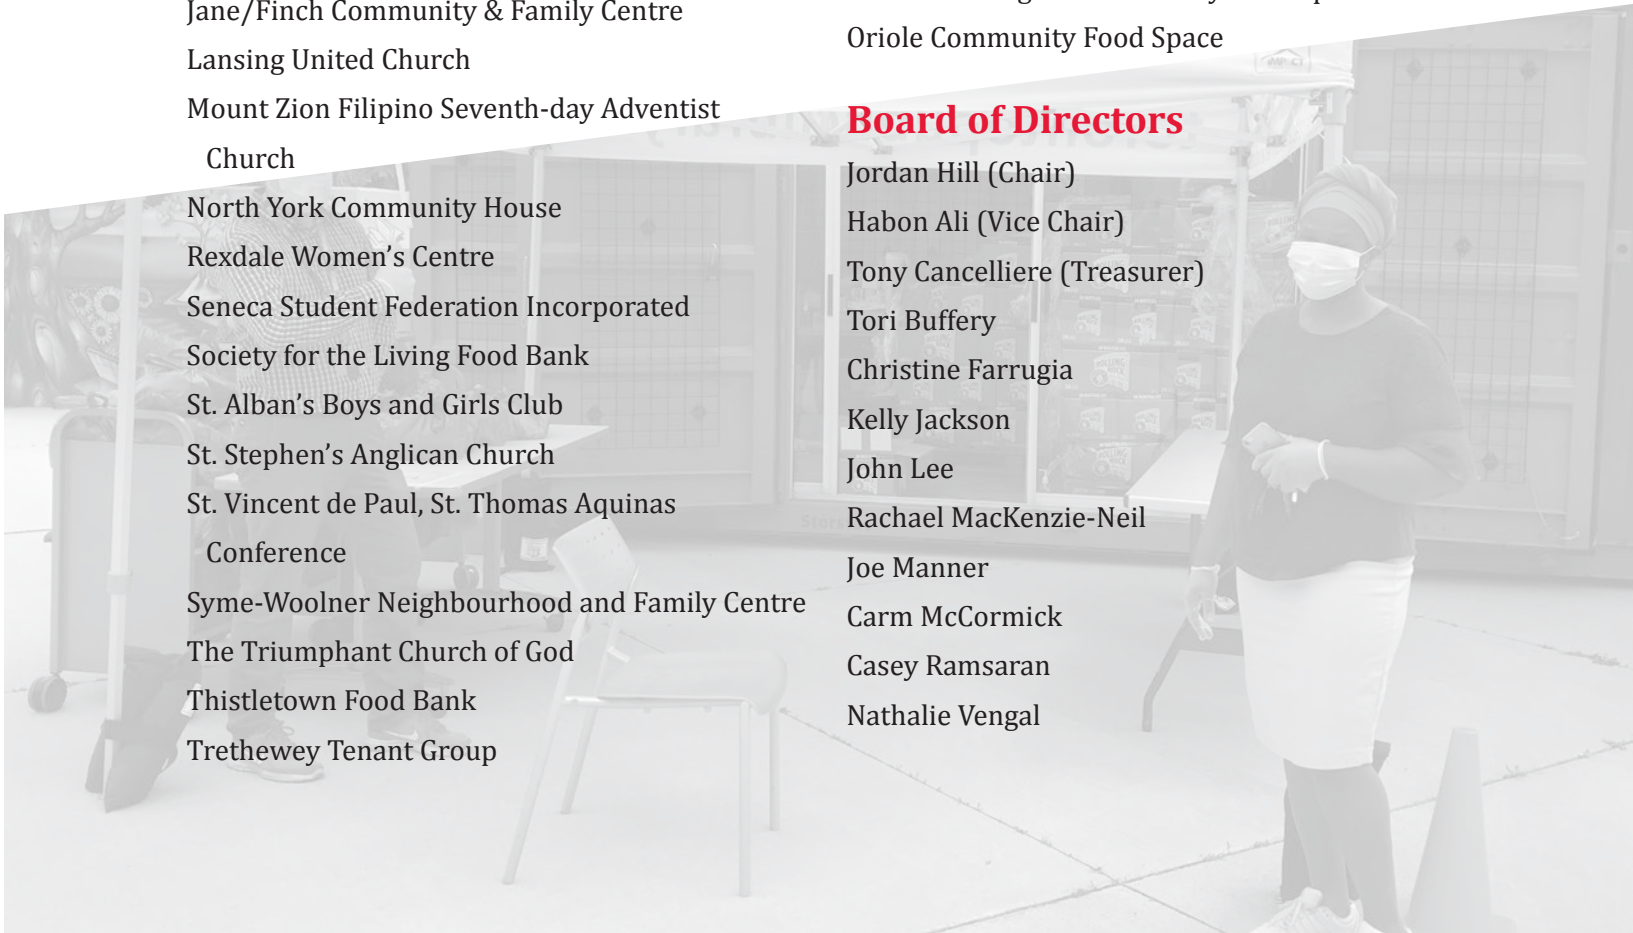 Jane/Finch Community & Family Centre
Lansing United Church
Mount Zion Filipino Seventh-day Adventist
Church
North York Community House
Rexdale Women’s Centre
Seneca Student Federation Incorporated
Society for the Living Food Bank
St. Alban’s Boys and Girls Club
St. Stephen’s Anglican Church
St. Vincent de Paul, St. Thomas Aquinas
Conference
Syme-Woolner Neighbourhood and Family Centre
The Triumphant Church of God
Thistletown Food Bank
Trethewey Tenant Group
Oriole Community Food Space
Board of Directors
Jordan Hill (Chair)
Habon Ali (Vice Chair)
Tony Cancelliere (Treasurer)
Tori Buffery
Christine Farrugia
Kelly Jackson
John Lee
Rachael MacKenzie-Neil
Joe Manner
Carm McCormick
Casey Ramsaran
Nathalie Vengal